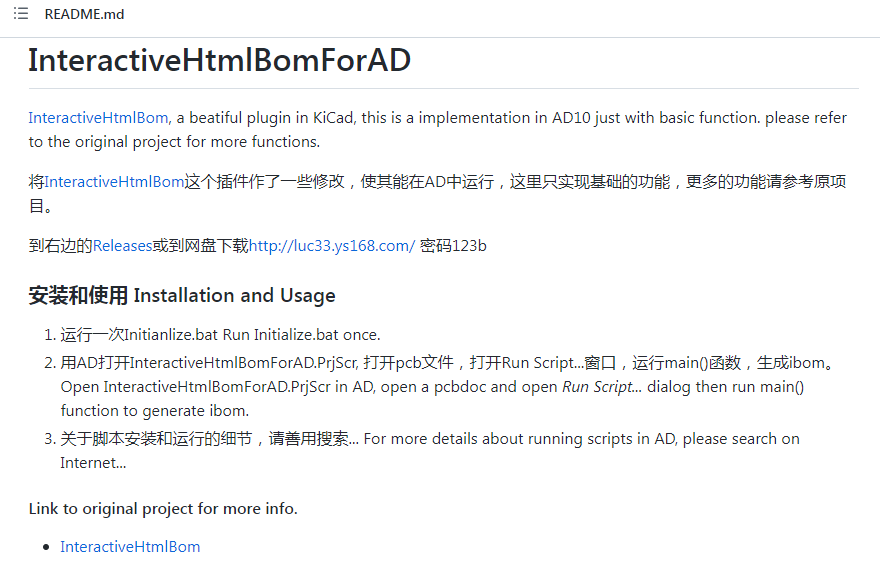 README.md
InteractiveHtmlBomForAD
InteractiveHtmlBom, a beatiful plugin in KiCad, this is a implementation in AD10 just with basic function. please refer
to the original project for more functions.
将InteractiveHtmlBom这个插件作了一些修改，使其能在AD中运行，这里只实现基础的功能，更多的功能请参考原项
目。
到右边的Releases或到网盘下载http://luc33.ys168.com/ 密码123b
安装和使用 Installation and Usage
1. 运行一次Initianlize.bat Run Initialize.bat once.
2. 用AD打开InteractiveHtmlBomForAD.PrjScr, 打开pcb文件，打开Run Script...窗口，运行main()函数，生成ibom。
Open InteractiveHtmlBomForAD.PrjScr in AD, open a pcbdoc and open Run Script... dialog then run main()
function to generate ibom.
3. 关于脚本安装和运行的细节，请善用搜索... For more details about running scripts in AD, please search on
Internet...
Link to original project for more info.
• InteractiveHtmlBom